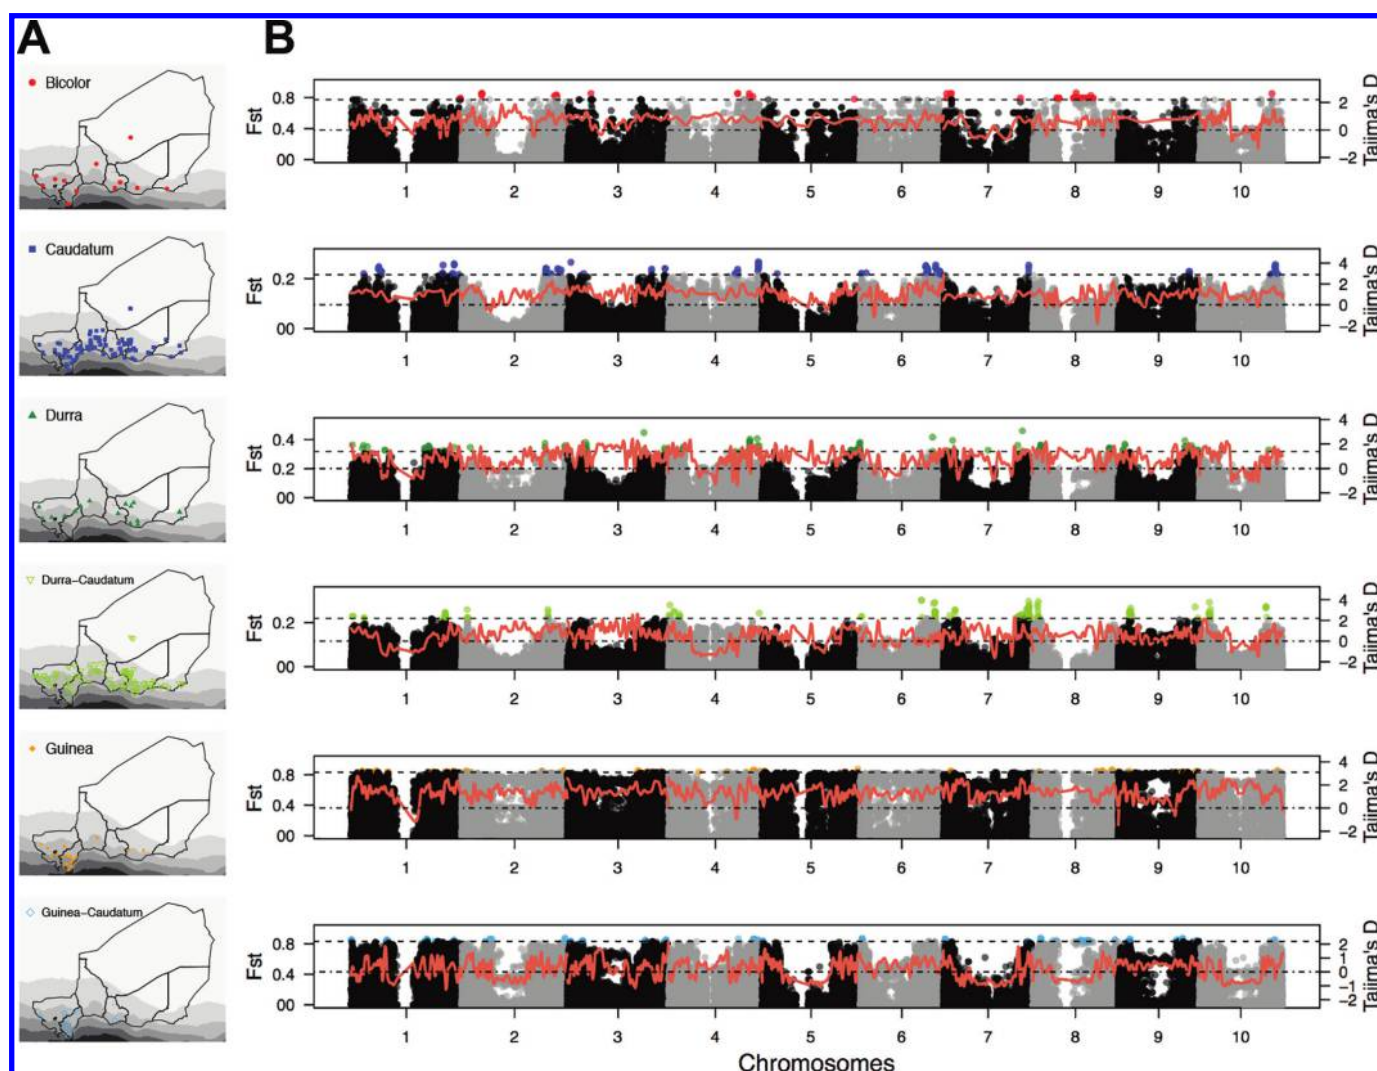 A
B
Bicolor
Fst
0.8
0.4
00
2
0
−2
Tajima's D
1 2 3 4 5 6 7 8 9 10
Caudatum
Fst
0.2
00
4
2
0
−2
Tajima's D
1 2 3 4 5 6 7 8 9 10
Durra
Fst
0.4
0.2
00
4
2
0
−2
Tajima's D
1 2 3 4 5 6 7 8 9 10
Durra−Caudatum
Fst
0.2
00
4
2
0
−2
Tajima's D
1 2 3 4 5 6 7 8 9 10
Guinea
Fst
0.8
0.4
00
4
2
0
−2
Tajima's D
1 2 3 4 5 6 7 8 9 10
Guinea−Caudatum
Fst
0.8
0.4
00
2
1
0
−1
−2
Tajima's D
1 2 3 4 5 6 7 8 9 10
Chromosomes